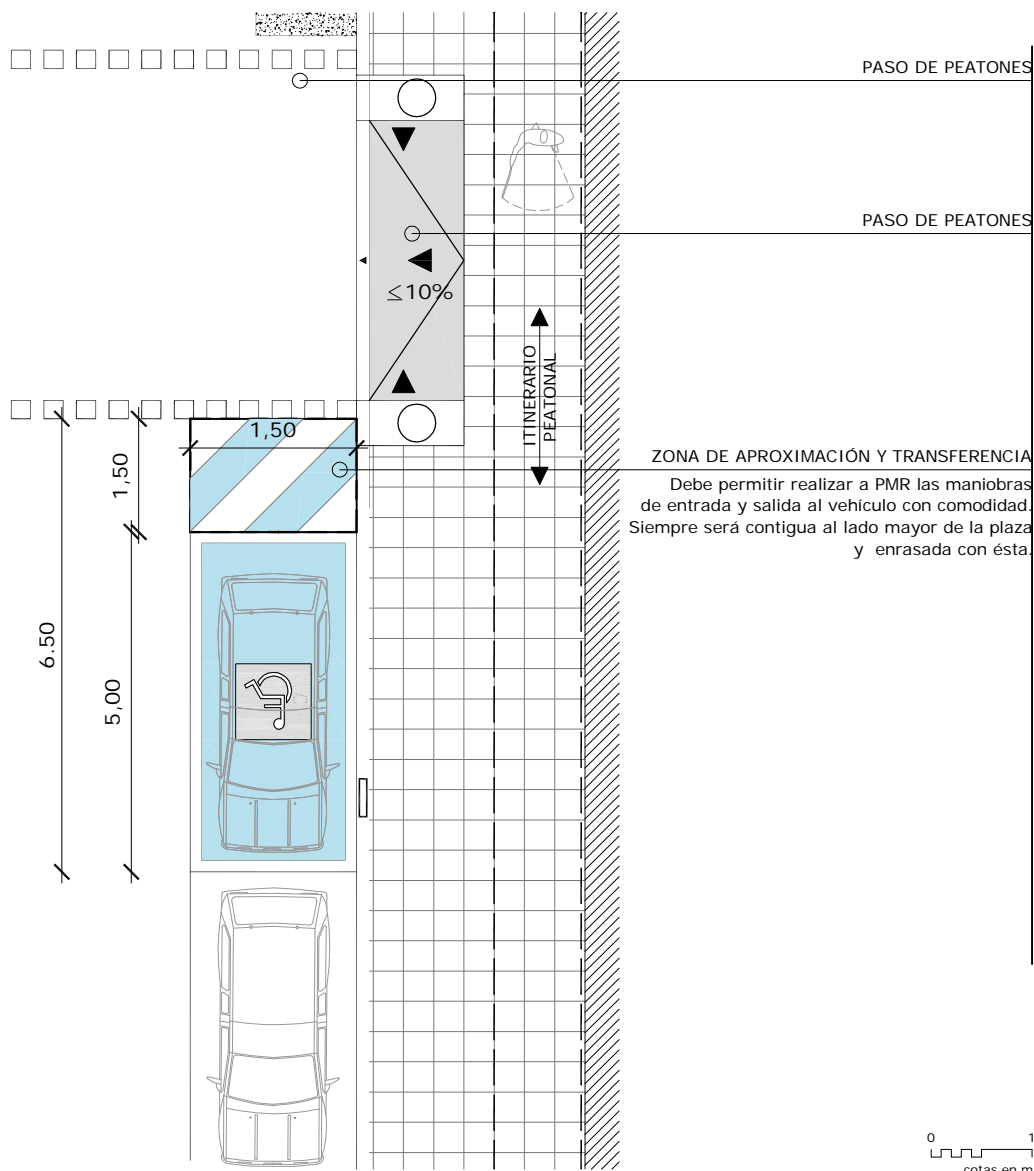 PASO DE PEATONES
PASO DE PEATONES
≤10%
ITINERARIO
PEATONAL
1,50
1,50
ZONA DE APROXIMACIÓN Y TRANSFERENCIA
Debe permitir realizar a PMR las maniobras
de entrada y salida al vehículo con comodidad.
Siempre será contigua al lado mayor de la plaza
y enrasada con ésta.
6.50
5,00
0 1
cotas en m